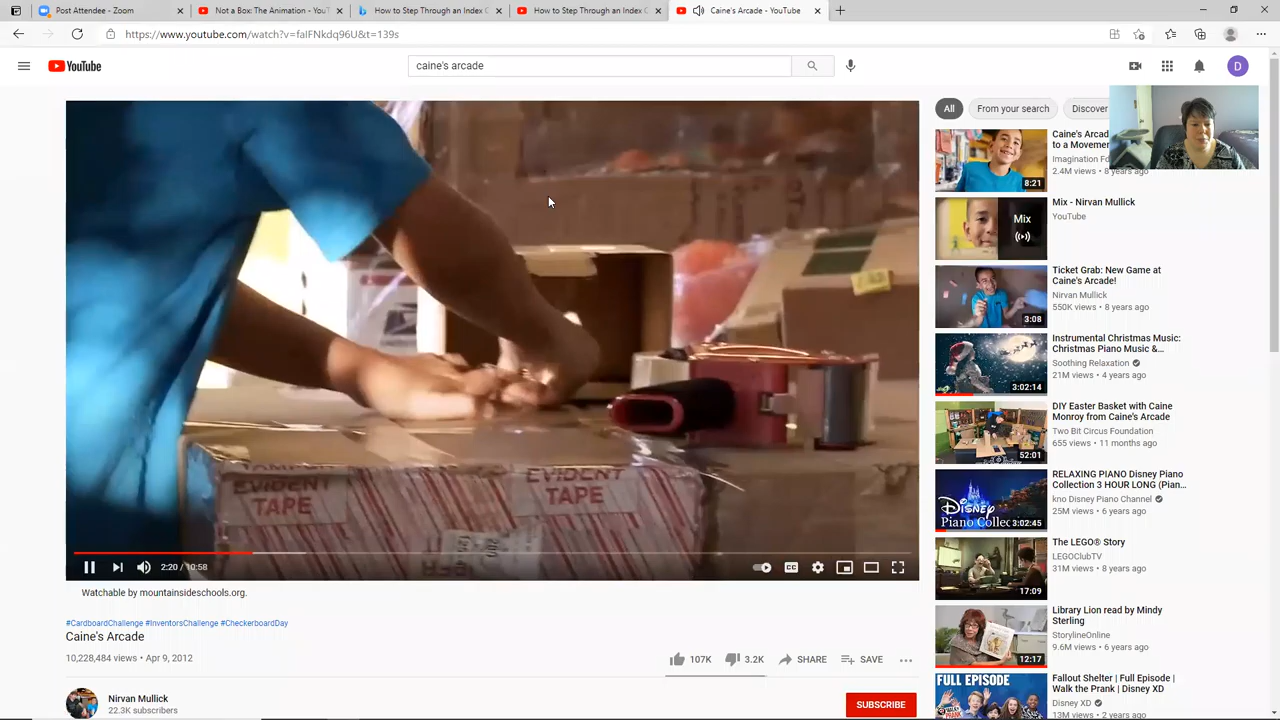 Post Attendee - Zoom
Not a Box: The Animation - YouT
How to Step Through an Index C
How to Step Through an Index C
Caine's Arcade - YouTube
https://www.youtube.com/watch?v=faIFNkdq96U&t=139s
YouTube
caine's arcade
D
All
From your search
Discover
EVIDENT
TAPE
EVIDENT
TAPE
2:20 / 10:58
CC
Watchable by mountainsideschools.org.
#CardboardChallenge #InventorsChallenge #CheckerboardDay
Caine's Arcade
10,228,484 views • Apr 9, 2012
107K
3.2K
SHARE
SAVE
Nirvan Mullick
22.3K subscribers
SUBSCRIBE
Caine's Arcad
to a Movemen
Imagination Fo
2.4M views • 8 years ago
8:21
Mix - Nirvan Mullick
YouTube
Mix
Ticket Grab: New Game at
Caine's Arcade!
Nirvan Mullick
550K views • 8 years ago
3:08
Instrumental Christmas Music:
Christmas Piano Music &...
Soothing Relaxation
21M views • 4 years ago
3:02:14
DIY Easter Basket with Caine
Monroy from Caine's Arcade
Two Bit Circus Foundation
655 views • 11 months ago
52:01
RELAXING PIANO Disney Piano
Collection 3 HOUR LONG (Pian...
kno Disney Piano Channel
25M views • 6 years ago
Disney
Piano Collec
3:02:45
The LEGO® Story
LEGOClubTV
31M views • 8 years ago
17:09
Library Lion read by Mindy
Sterling
StorylineOnline
9.6M views • 6 years ago
12:17
FULL EPISODE
Fallout Shelter | Full Episode |
Walk the Prank | Disney XD
Disney XD
13M views • 2 years ago